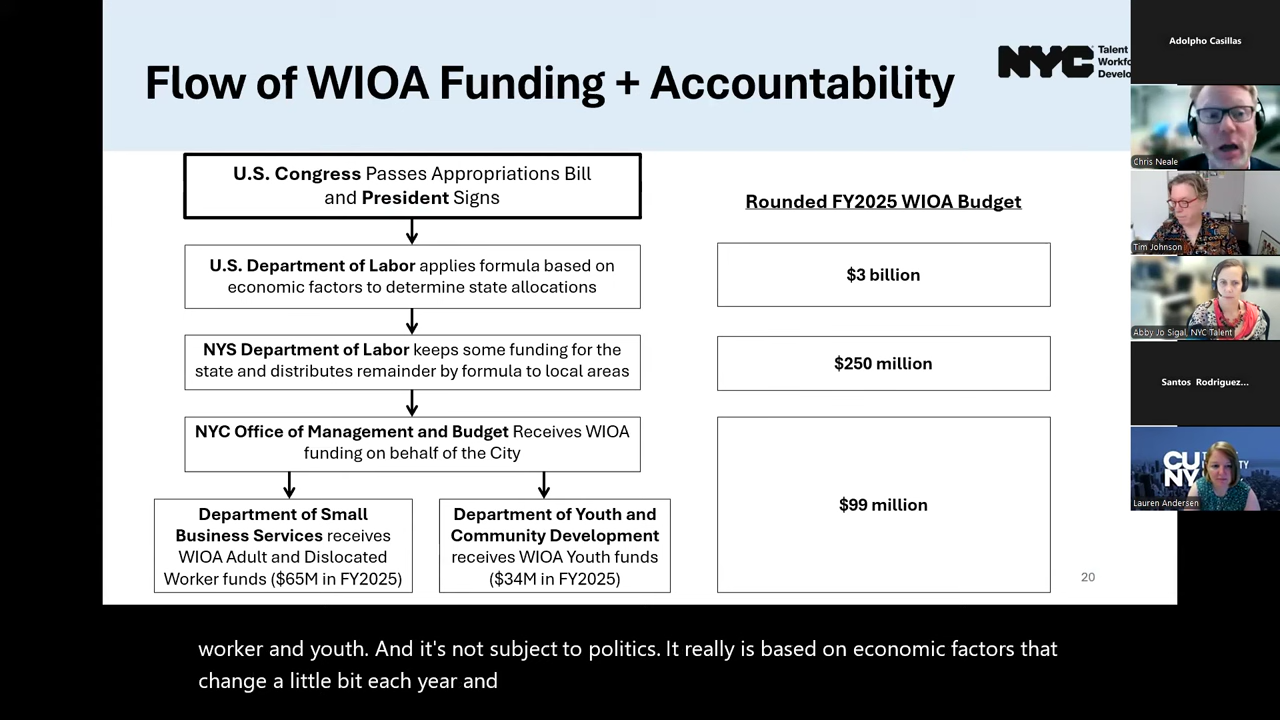 Flow of WIOA Funding + Accountability
NYC
Talent
Workfo
Develo
U.S. Congress Passes Appropriations Bill
and President Signs
U.S. Department of Labor applies formula based on
economic factors to determine state allocations
NYS Department of Labor keeps some funding for the
state and distributes remainder by formula to local areas
NYC Office of Management and Budget Receives WIOA
funding on behalf of the City
Department of Small
Business Services receives
WIOA Adult and Dislocated
Worker funds ($65M in FY2025)
Department of Youth and
Community Development
receives WIOA Youth funds
($34M in FY2025)
Rounded FY2025 WIOA Budget
$3 billion
$250 million
$99 million
20
Adolpho Casillas
Chris Neale
Tim Johnson
Abby Jo Sigal, NYC Talent
Santos Rodriguez...
CU
NY
Lauren Andersen
worker and youth. And it's not subject to politics. It really is based on economic factors that
change a little bit each year and